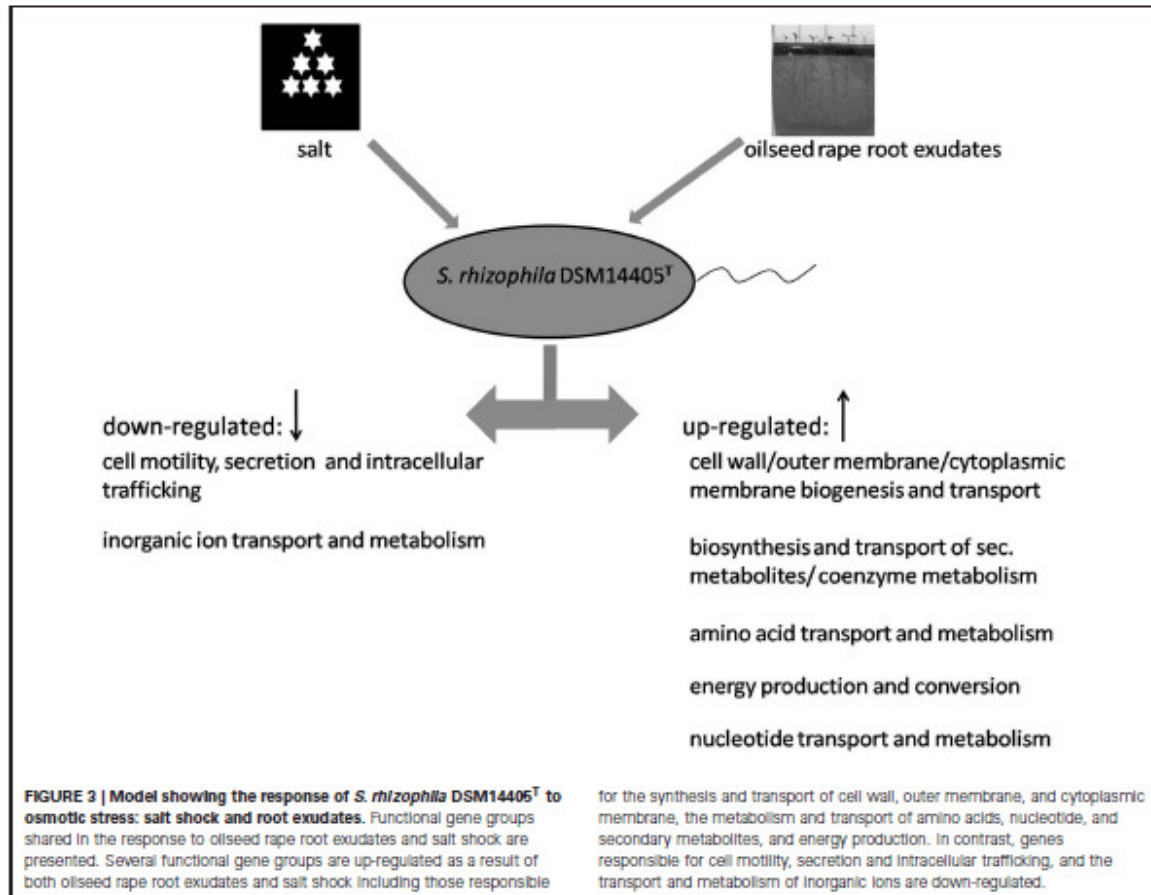 salt
oilseed rape root exudates
S. rhizophila DSM14405ᵀ
down-regulated: ↓
cell motility, secretion and intracellular
trafficking
inorganic ion transport and metabolism
up-regulated: ↑
cell wall/outer membrane/cytoplasmic
membrane biogenesis and transport
biosynthesis and transport of sec.
metabolites/coenzyme metabolism
amino acid transport and metabolism
energy production and conversion
nucleotide transport and metabolism
FIGURE 3 | Model showing the response of S. rhizophila DSM14405ᵀ to
osmotic stress: salt shock and root exudates. Functional gene groups
shared in the response to oilseed rape root exudates and salt shock are
presented. Several functional gene groups are up-regulated as a result of
both oilseed rape root exudates and salt shock including those responsible
for the synthesis and transport of cell wall, outer membrane, and cytoplasmic
membrane, the metabolism and transport of amino acids, nucleotide, and
secondary metabolites, and energy production. In contrast, genes
responsible for cell motility, secretion and intracellular trafficking, and the
transport and metabolism of inorganic ions are down-regulated.